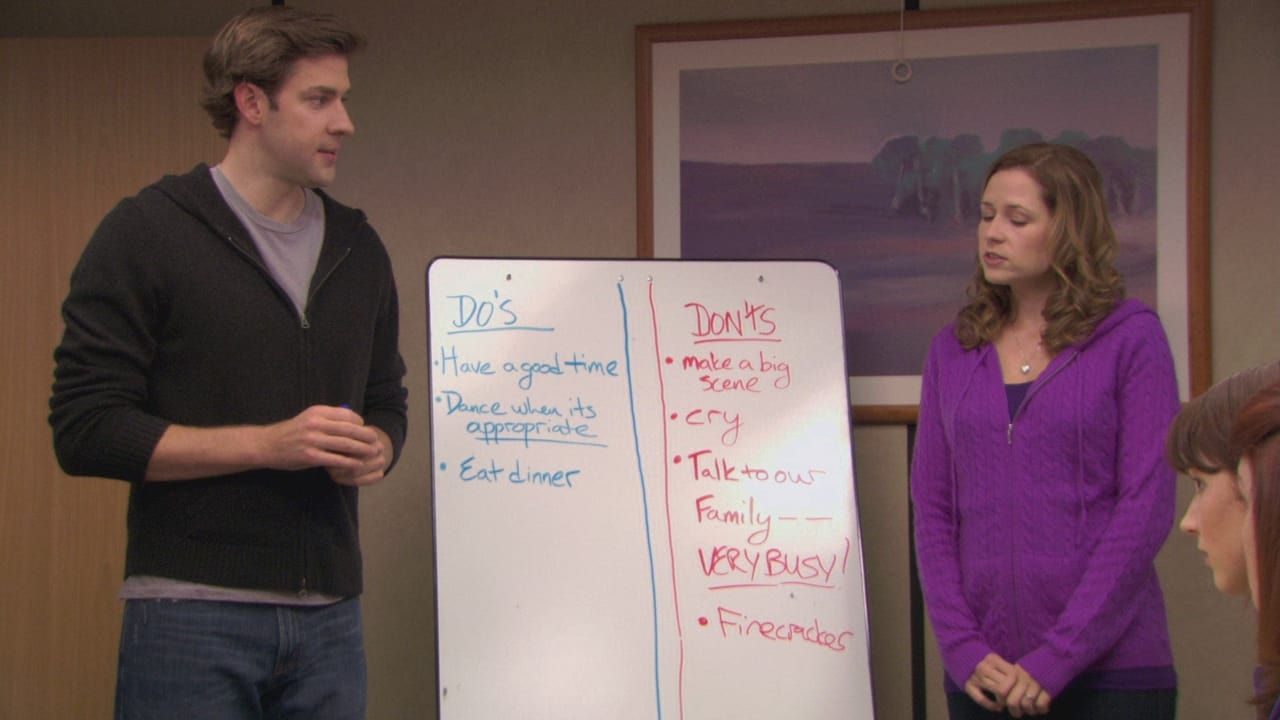 DO'S
• Have a good time
• Dance when its
appropriate
• Eat dinner
DON'TS
• make a big
scene
• cry
• Talk to our
Family — —
VERY BUSY!
• Firecracker